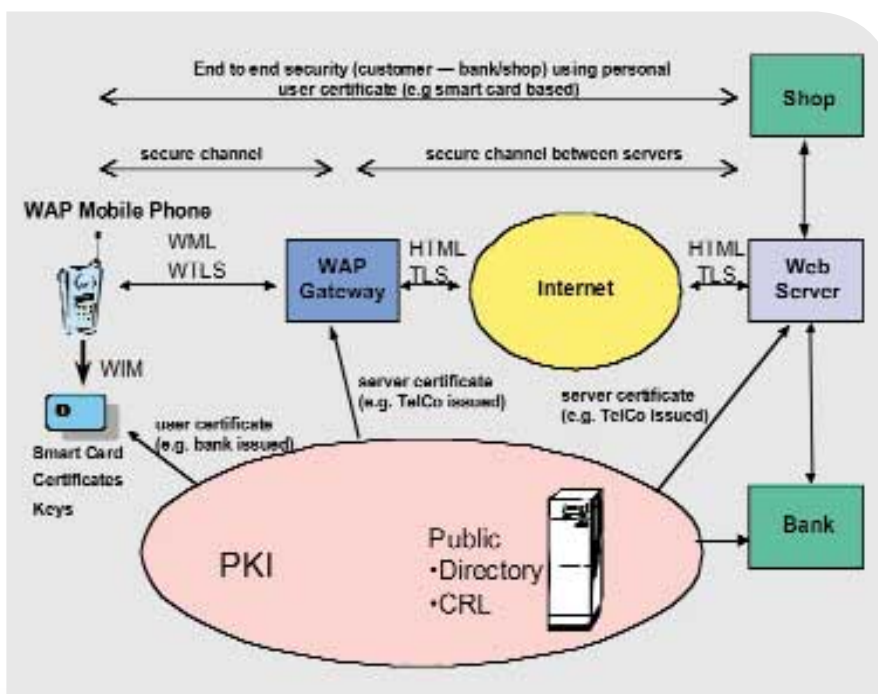 End to end security (customer — bank/shop) using personal
user certificate (e.g smart card based)
Shop
secure channel
secure channel between servers
WAP Mobile Phone
WML
WTLS
WAP
Gateway
HTML
TLS
Internet
HTML
TLS
Web
Server
WIM
server certificate
(e.g. TelCo issued)
server certificate
(e.g. TelCo issued)
user certificate
(e.g. bank issued)
Smart Card
Certificates
Keys
PKI
Public
•Directory
•CRL
Bank